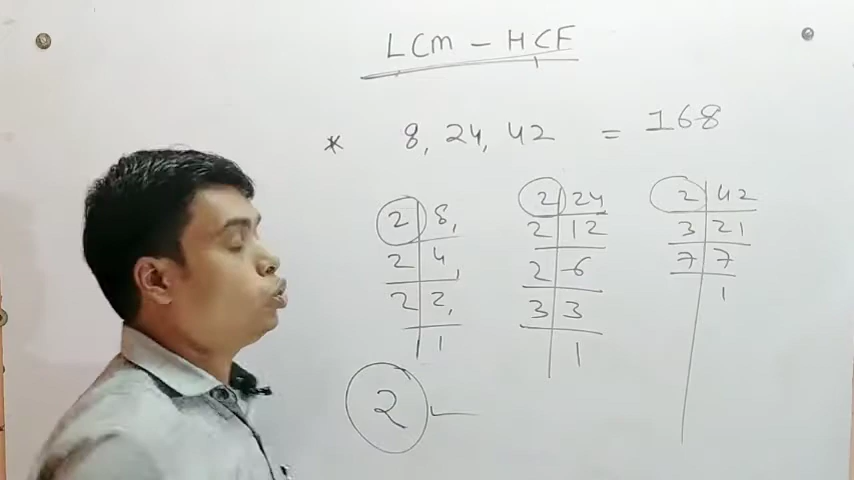 LCM - HCF
* 8, 24, 42 = 168
2 | 8, 2 | 24 2 | 42
2 | 4, 2 | 12 3 | 21
2 | 2, 2 | 6 7 | 7
1 3 | 3 1
1
2